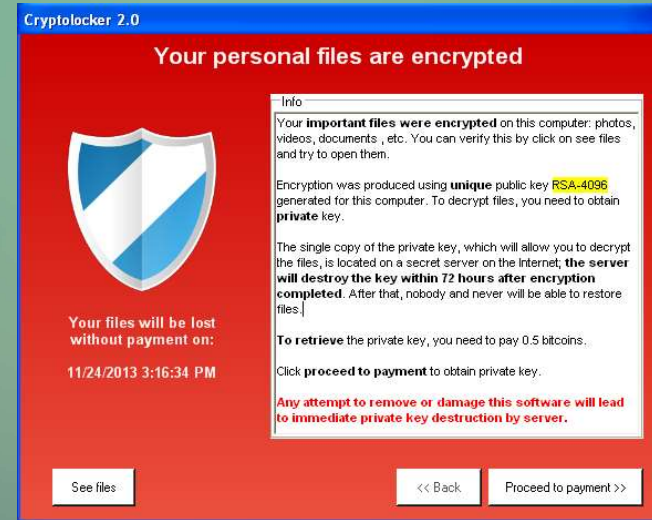 Cryptolocker 2.0
Your personal files are encrypted
Info
Your important files were encrypted on this computer: photos,
videos, documents , etc. You can verify this by click on see files
and try to open them.
Encryption was produced using unique public key RSA-4096
generated for this computer. To decrypt files, you need to obtain
private key.
The single copy of the private key, which will allow you to decrypt
the files, is located on a secret server on the Internet; the server
will destroy the key within 72 hours after encryption
completed. After that, nobody and never will be able to restore
files.
To retrieve the private key, you need to pay 0.5 bitcoins.
Click proceed to payment to obtain private key.
Any attempt to remove or damage this software will lead
to immediate private key destruction by server.
Your files will be lost
without payment on:
11/24/2013 3:16:34 PM
See files
<< Back
Proceed to payment >>